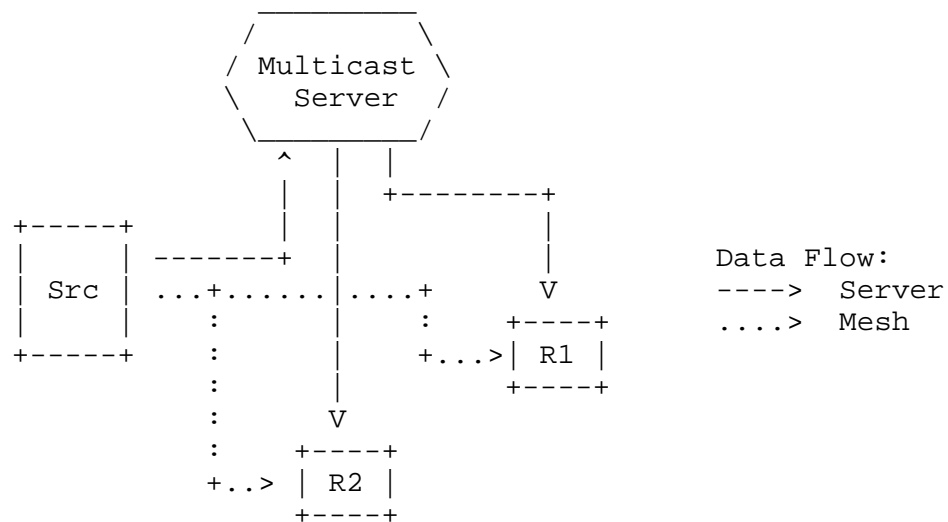 Multicast
Server
Src
Data Flow:
----> Server
....> Mesh
V
R1
V
R2